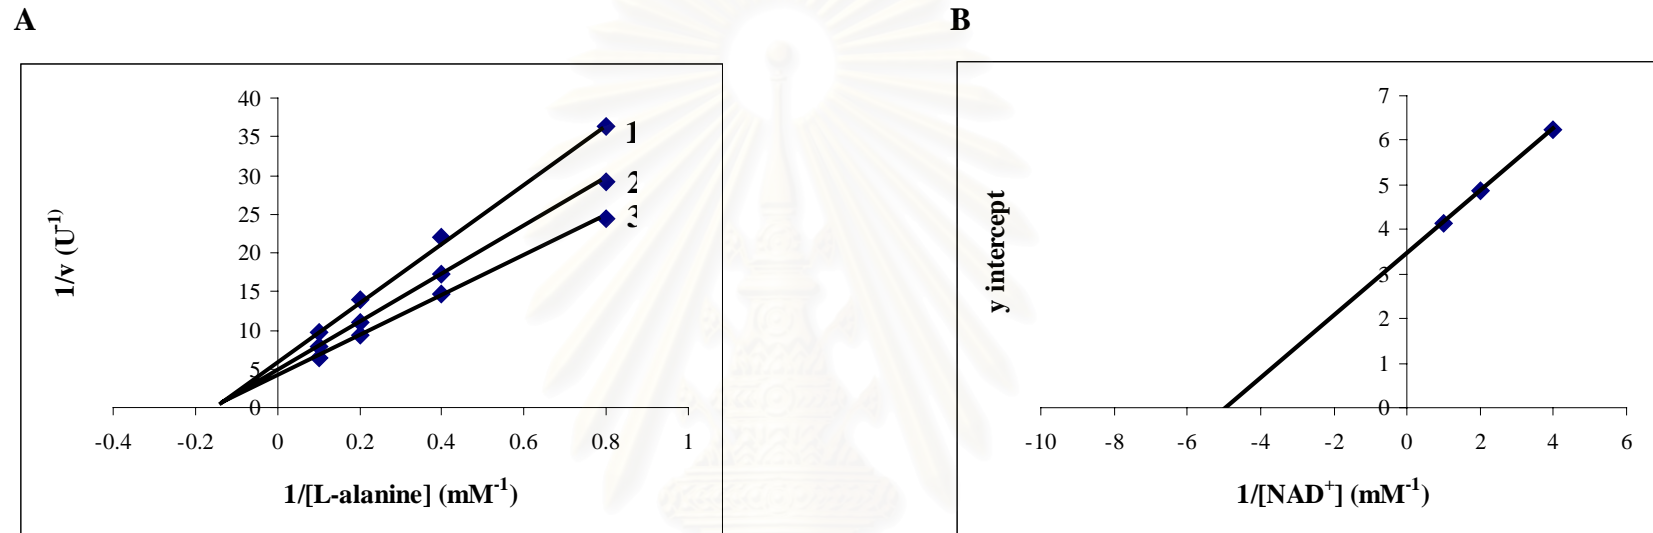 A
B
40
35
30
25
20
15
10
5
0
-0.4 -0.2 0 0.2 0.4 0.6 0.8 1
1/v (U⁻¹)
1/[L-alanine] (mM⁻¹)
1
2
3
7
6
5
4
3
2
1
0
-10 -8 -6 -4 -2 0 2 4 6
y intercept
1/[NAD⁺] (mM⁻¹)